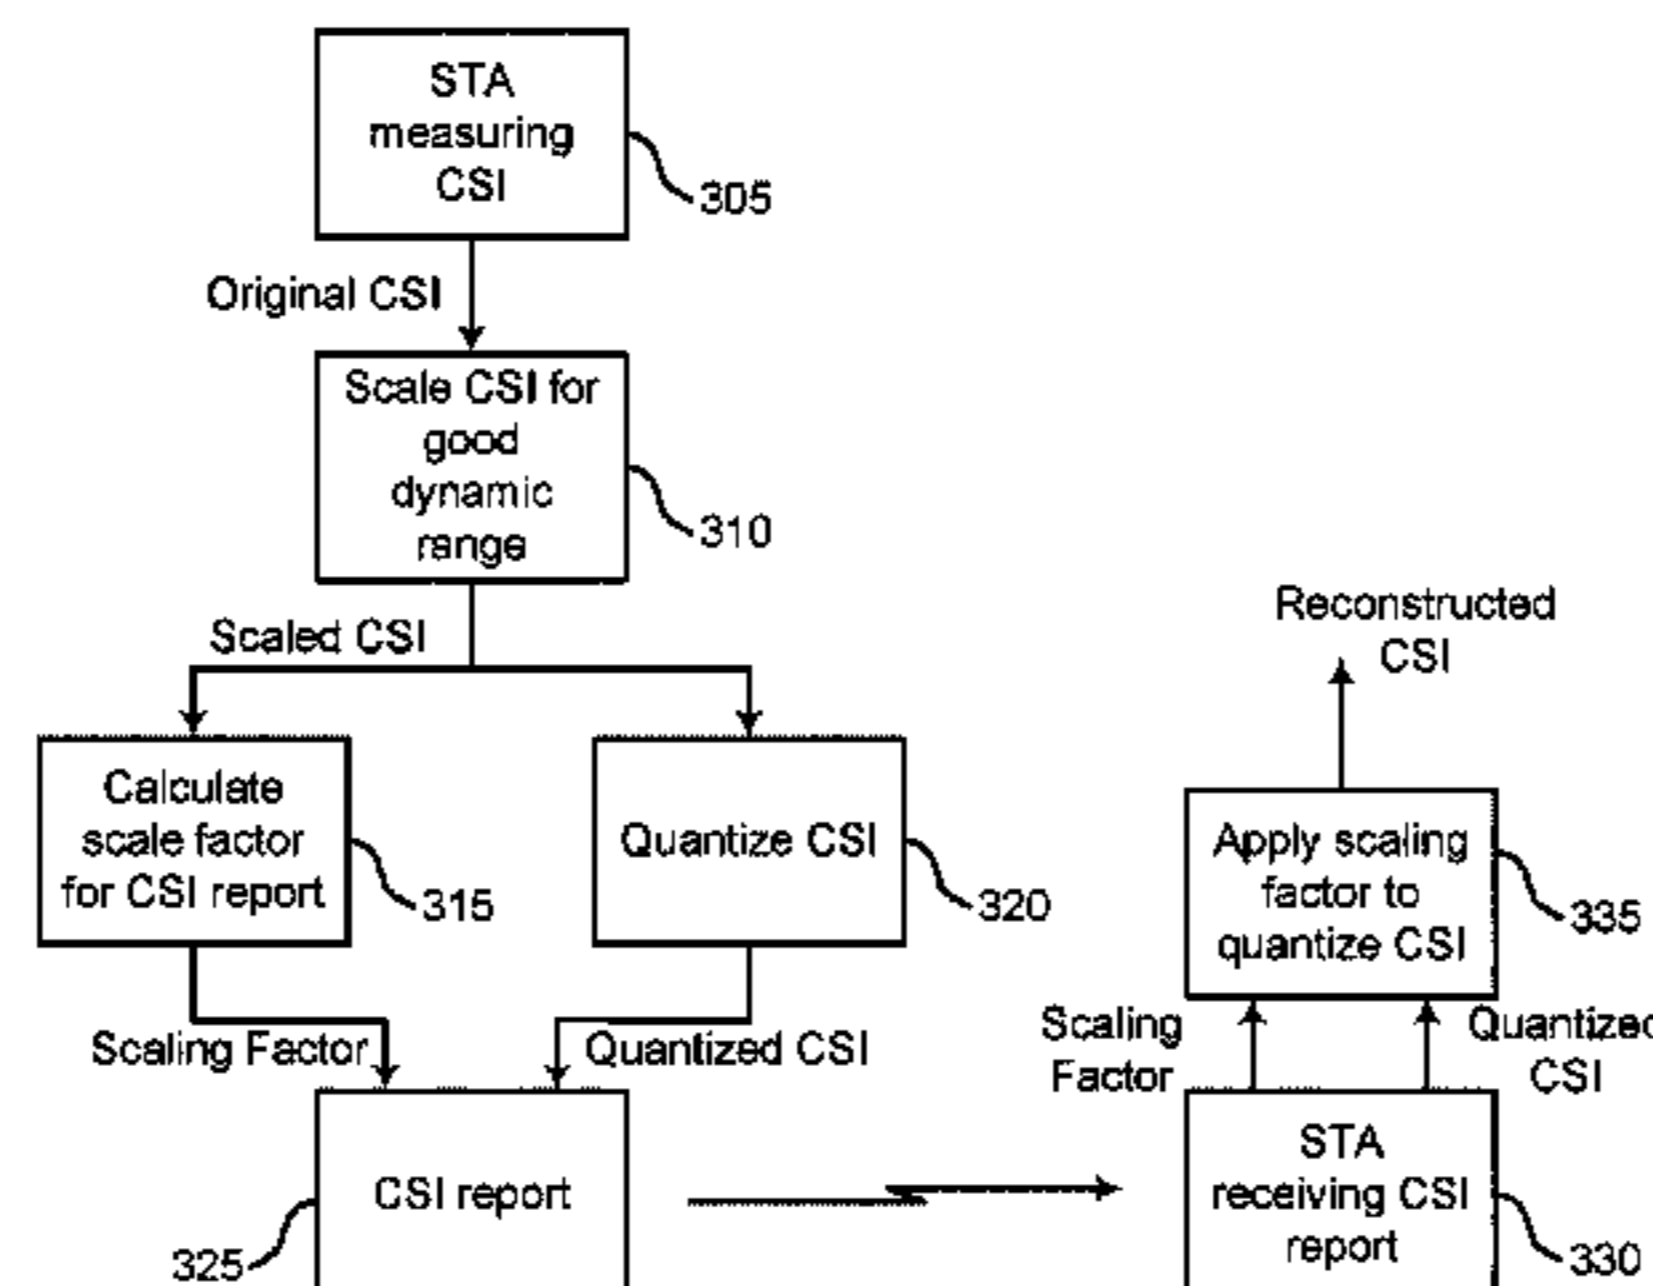 STA
measuring
CSI
305
Original CSI
Scale CSI for
good
dynamic
range
310
Scaled CSI
Reconstructed
CSI
Calculate
scale factor
for CSI report
315
Quantize CSI
320
Apply scaling
factor to
quantize CSI
335
Scaling Factor
Quantized CSI
Scaling
Factor
Quantized
CSI
CSI report
325
STA
receiving CSI
report
330